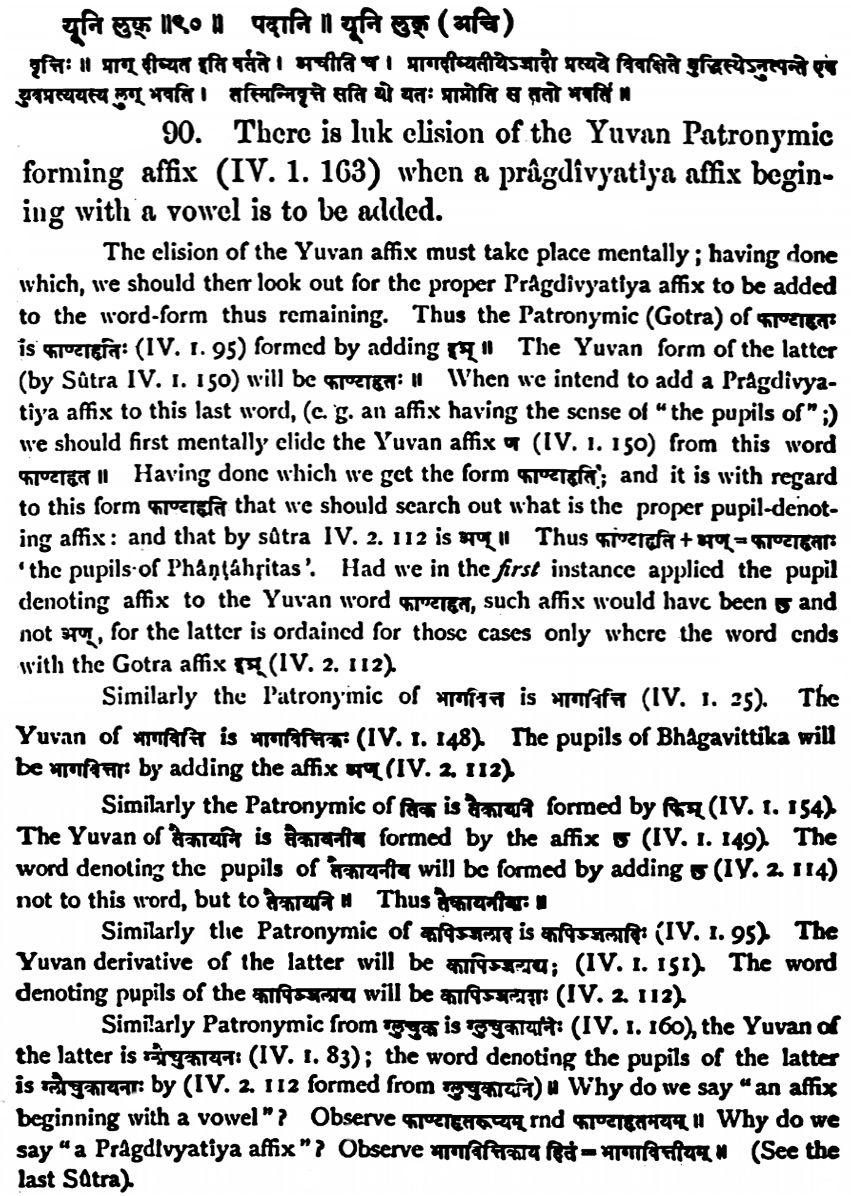 यूनि लुक् ॥९०॥ पदानि ॥ यूनि लुक् (अचि)
वृत्तिः ॥ प्राग् दीव्यत इति वर्तते । अचीति च । प्राग्दीव्यतीयेऽजादौ प्रत्यये विवक्षिते बुद्धिस्थेऽनुत्पन्ने एव
युवप्रत्ययस्य लुग् भवति । तस्मिन्निवृत्ते सति यो यतः प्राप्नोति स ततो भवति ॥
90. There is luk elision of the Yuvan Patronymic
forming affix (IV. 1. 163) when a prâgdîvyatîya affix begin-
ing with a vowel is to be added.
The elision of the Yuvan affix must take place mentally; having done
which, we should then look out for the proper Prâgdivyatîya affix to be added
to the word-form thus remaining. Thus the Patronymic (Gotra) of फाण्टाहृतः
is फाण्टाहृतिः (IV. 1. 95) formed by adding इञ् ॥ The Yuvan form of the latter
(by Sûtra IV. 1. 150) will be फाण्टाहृतः ॥ When we intend to add a Prâgdîvya-
tîya affix to this last word, (e. g. an affix having the sense of "the pupils of";)
we should first mentally elide the Yuvan affix ण (IV. 1. 150) from this word
फाण्टाहृत ॥ Having done which we get the form फाण्टाहृति; and it is with regard
to this form फाण्टाहृति that we should search out what is the proper pupil-denot-
ing affix: and that by sûtra IV. 2. 112 is अण् ॥ Thus फाण्टाहृति + अण् = फाण्टाहृताः
'the pupils of Phâṇṭâhṛitas'. Had we in the first instance applied the pupil
denoting affix to the Yuvan word फाण्टाहृत, such affix would have been छ and
not अण्, for the latter is ordained for those cases only where the word ends
with the Gotra affix इञ् (IV. 2. 112).
Similarly the Patronymic of भागवित्त is भागवित्ति (IV. 1. 25). The
Yuvan of भागवित्ति is भागवित्तिकः (IV. 1. 148). The pupils of Bhâgavittika will
be भागवित्ताः by adding the affix अण् (IV. 2. 112).
Similarly the Patronymic of तिक is तैकायनि formed by फिञ् (IV. 1. 154).
The Yuvan of तैकायनि is तैकायनीय formed by the affix छ (IV. 1. 149). The
word denoting the pupils of तैकायनीय will be formed by adding छ (IV. 2. 114)
not to this word, but to तैकायनि ॥ Thus तैकायनीयाः ॥
Similarly the Patronymic of कपिञ्जलाद is कपिञ्जलादिः (IV. 1. 95). The
Yuvan derivative of the latter will be कापिञ्जलाद्य; (IV. 1. 151). The word
denoting pupils of the कापिञ्जलाद्य will be कापिञ्जलादाः (IV. 2. 112).
Similarly Patronymic from ग्लुचुक is ग्लुचुकायनिः (IV. 1. 160), the Yuvan of
the latter is ग्लौचुकायनः (IV. 1. 83); the word denoting the pupils of the latter
is ग्लौचुकायनाः by (IV. 2. 112 formed from ग्लुचुकायनि) ॥ Why do we say "an affix
beginning with a vowel"? Observe फाण्टाहृतरूप्यम् rnd फाण्टाहृतमयम् ॥ Why do we
say "a Prâgdîvyatîya affix"? Observe भागवित्तिकाय हितं = भागावित्तीयम् ॥ (See the
last Sûtra).